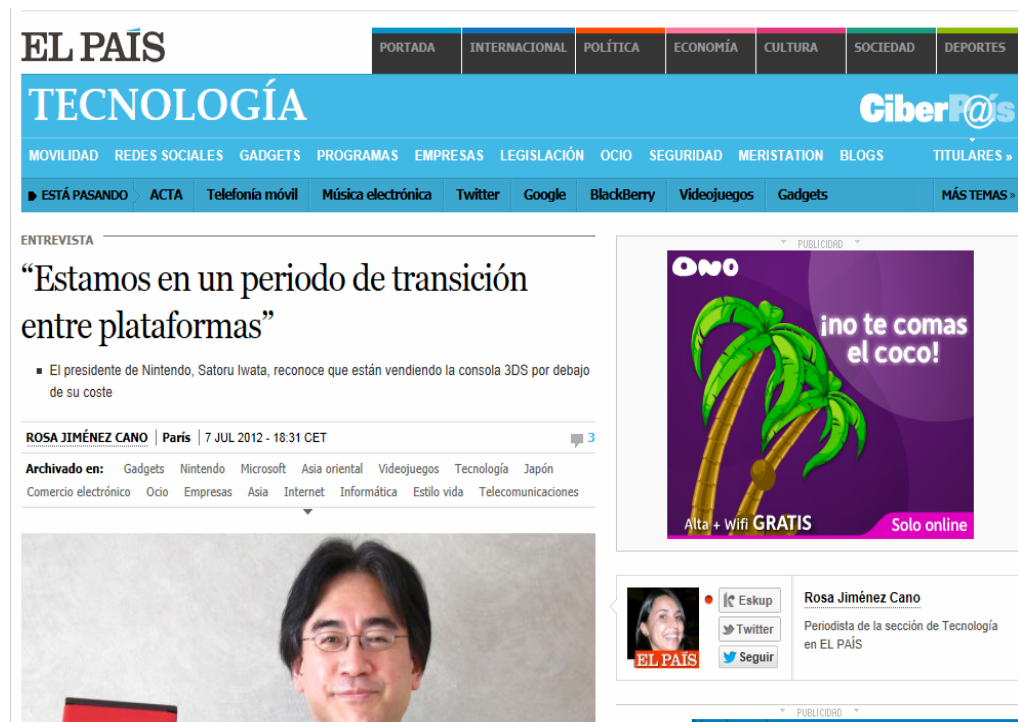 EL PAÍS
PORTADA
INTERNACIONAL
POLÍTICA
ECONOMÍA
CULTURA
SOCIEDAD
DEPORTES
TECNOLOGÍA
CiberP@ís
MOVILIDAD REDES SOCIALES GADGETS PROGRAMAS EMPRESAS LEGISLACIÓN OCIO SEGURIDAD MERISTATION BLOGS TITULARES »
ESTÁ PASANDO ACTA Telefonía móvil Música electrónica Twitter Google BlackBerry Videojuegos Gadgets MÁS TEMAS »
ENTREVISTA
“Estamos en un periodo de transición
entre plataformas”
El presidente de Nintendo, Satoru Iwata, reconoce que están vendiendo la consola 3DS por debajo
de su coste
ROSA JIMÉNEZ CANO | París | 7 JUL 2012 - 18:31 CET
3
Archivado en: Gadgets Nintendo Microsoft Asia oriental Videojuegos Tecnología Japón
Comercio electrónico Ocio Empresas Asia Internet Informática Estilo vida Telecomunicaciones
PUBLICIDAD
ONO
¡no te comas
el coco!
Alta + Wifi GRATIS
Solo online
EL PAÍS
Eskup
Twitter
Seguir
Rosa Jiménez Cano
Periodista de la sección de Tecnología
en EL PAÍS
PUBLICIDAD